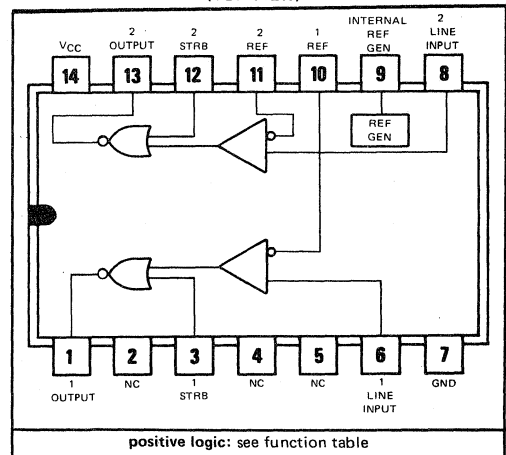 INTERNAL
2 2 2 1 REF 2
OUTPUT STRB REF REF GEN LINE
VCC INPUT
14 13 12 11 10 9 8
REF
GEN
1 2 3 4 5 6 7
1 NC 1 NC NC 1 GND
OUTPUT STRB LINE
INPUT
positive logic: see function table